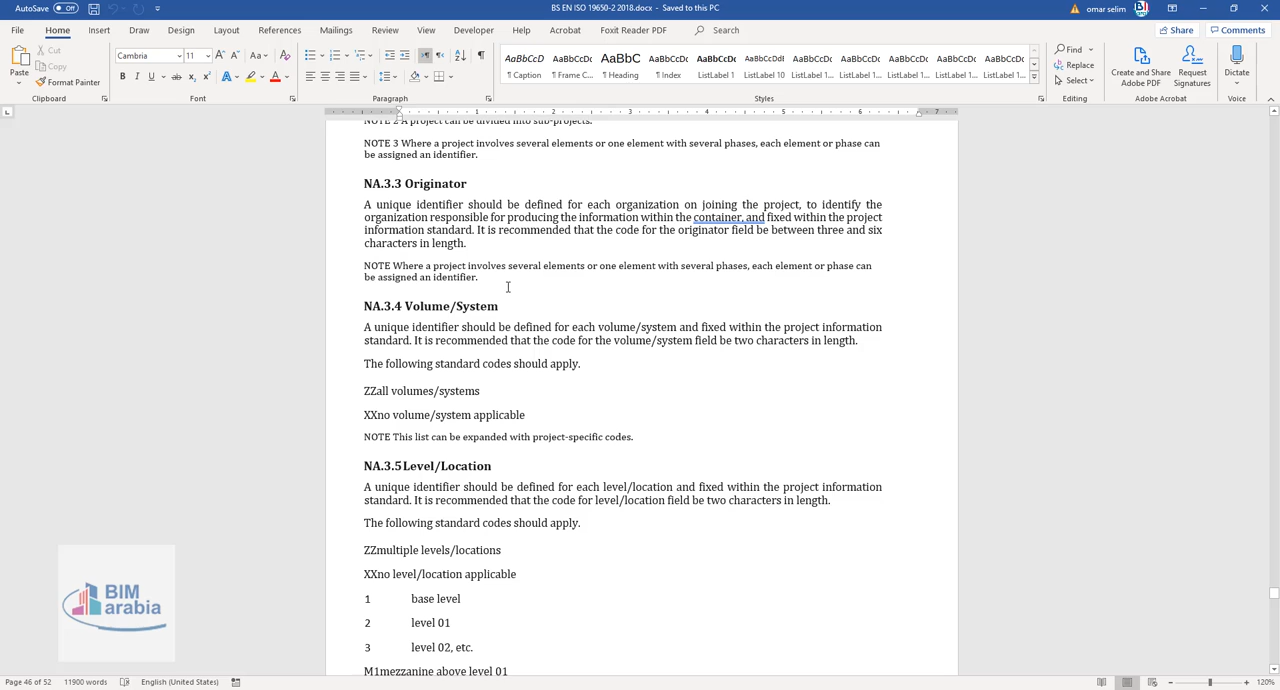 AutoSave Off
BS EN ISO 19650-2 2018.docx - Saved to this PC
omar selim
File Home Insert Draw Design Layout References Mailings Review View Developer Help Acrobat Foxit Reader PDF Search
Share Comments
Cut
Copy
Format Painter
Paste
Cambria 11
Clipboard
Font
Paragraph
AaBbCcI AaBbCcDc AaBbC AaBbCcDc AaBbCcDc AaBbCcDdI AaBbCcDc AaBbCcDc AaBbCcDc AaBbCcDc AaBbCcDc
¶ Caption ¶ Frame C... ¶ Heading ¶ Index ListLabel 1 ListLabel 10 ListLabel 1... ListLabel 1... ListLabel 1... ListLabel 1... ListLabel 1...
Styles
Find
Replace
Select
Editing
Create and Share Adobe PDF
Request Signatures
Adobe Acrobat
Dictate
Voice
NOTE 2 A project can be divided into sub-projects.
NOTE 3 Where a project involves several elements or one element with several phases, each element or phase can
be assigned an identifier.
NA.3.3 Originator
A unique identifier should be defined for each organization on joining the project, to identify the
organization responsible for producing the information within the container, and fixed within the project
information standard. It is recommended that the code for the originator field be between three and six
characters in length.
NOTE Where a project involves several elements or one element with several phases, each element or phase can
be assigned an identifier.
NA.3.4 Volume/System
A unique identifier should be defined for each volume/system and fixed within the project information
standard. It is recommended that the code for the volume/system field be two characters in length.
The following standard codes should apply.
ZZall volumes/systems
XXno volume/system applicable
NOTE This list can be expanded with project-specific codes.
NA.3.5Level/Location
A unique identifier should be defined for each level/location and fixed within the project information
standard. It is recommended that the code for level/location field be two characters in length.
The following standard codes should apply.
ZZmultiple levels/locations
XXno level/location applicable
1 base level
2 level 01
3 level 02, etc.
M1mezzanine above level 01
BIM
arabia
Page 46 of 52 11900 words English (United States) 120%